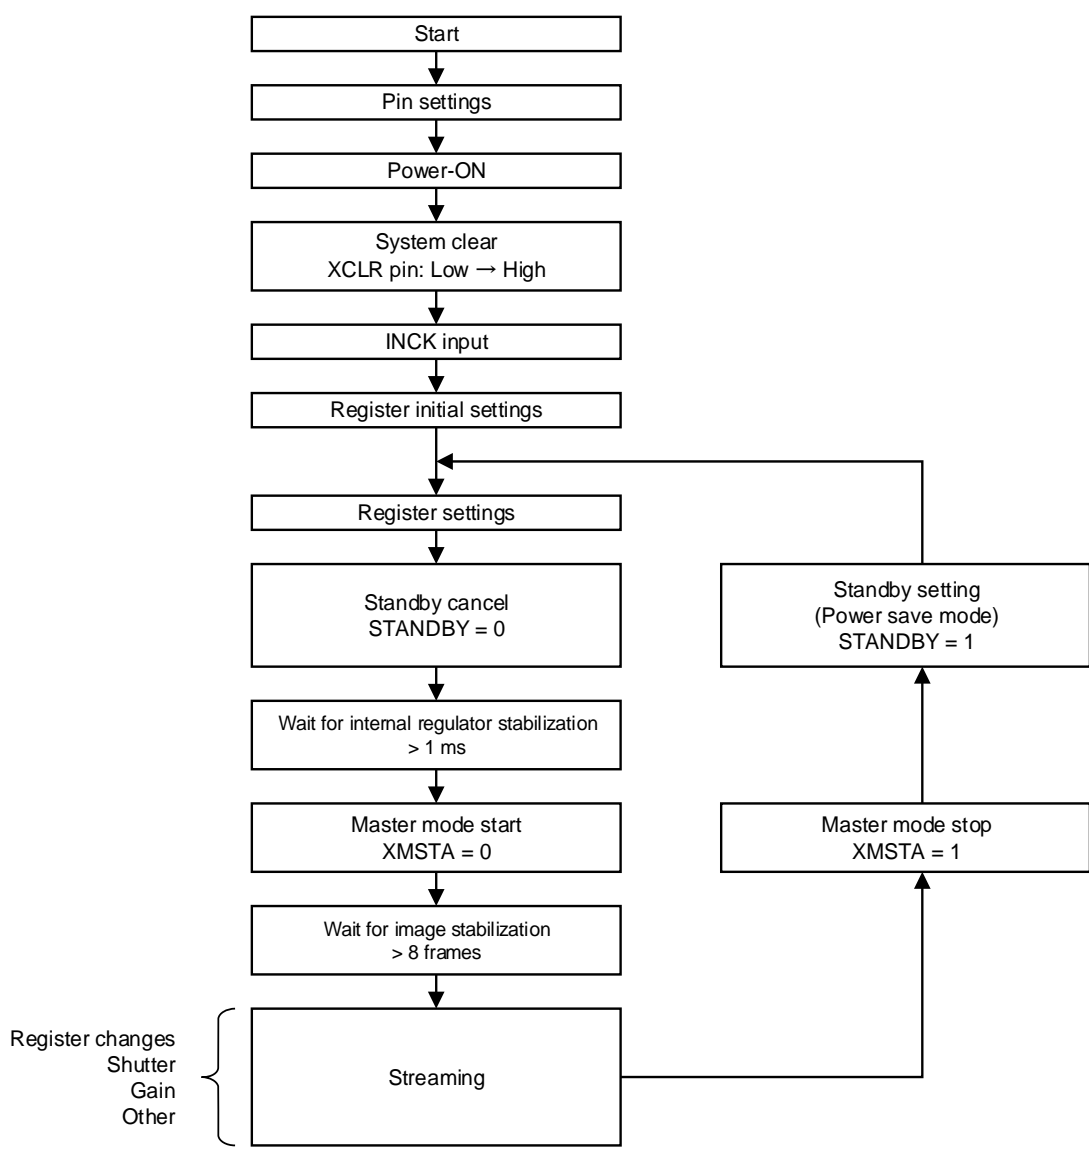 Start
Pin settings
Power-ON
System clear
XCLR pin: Low → High
INCK input
Register initial settings
Register settings
Standby cancel
STANDBY = 0
Standby setting
(Power save mode)
STANDBY = 1
Wait for internal regulator stabilization
> 1 ms
Master mode start
XMSTA = 0
Master mode stop
XMSTA = 1
Wait for image stabilization
> 8 frames
Register changes
Shutter
Gain
Other
Streaming